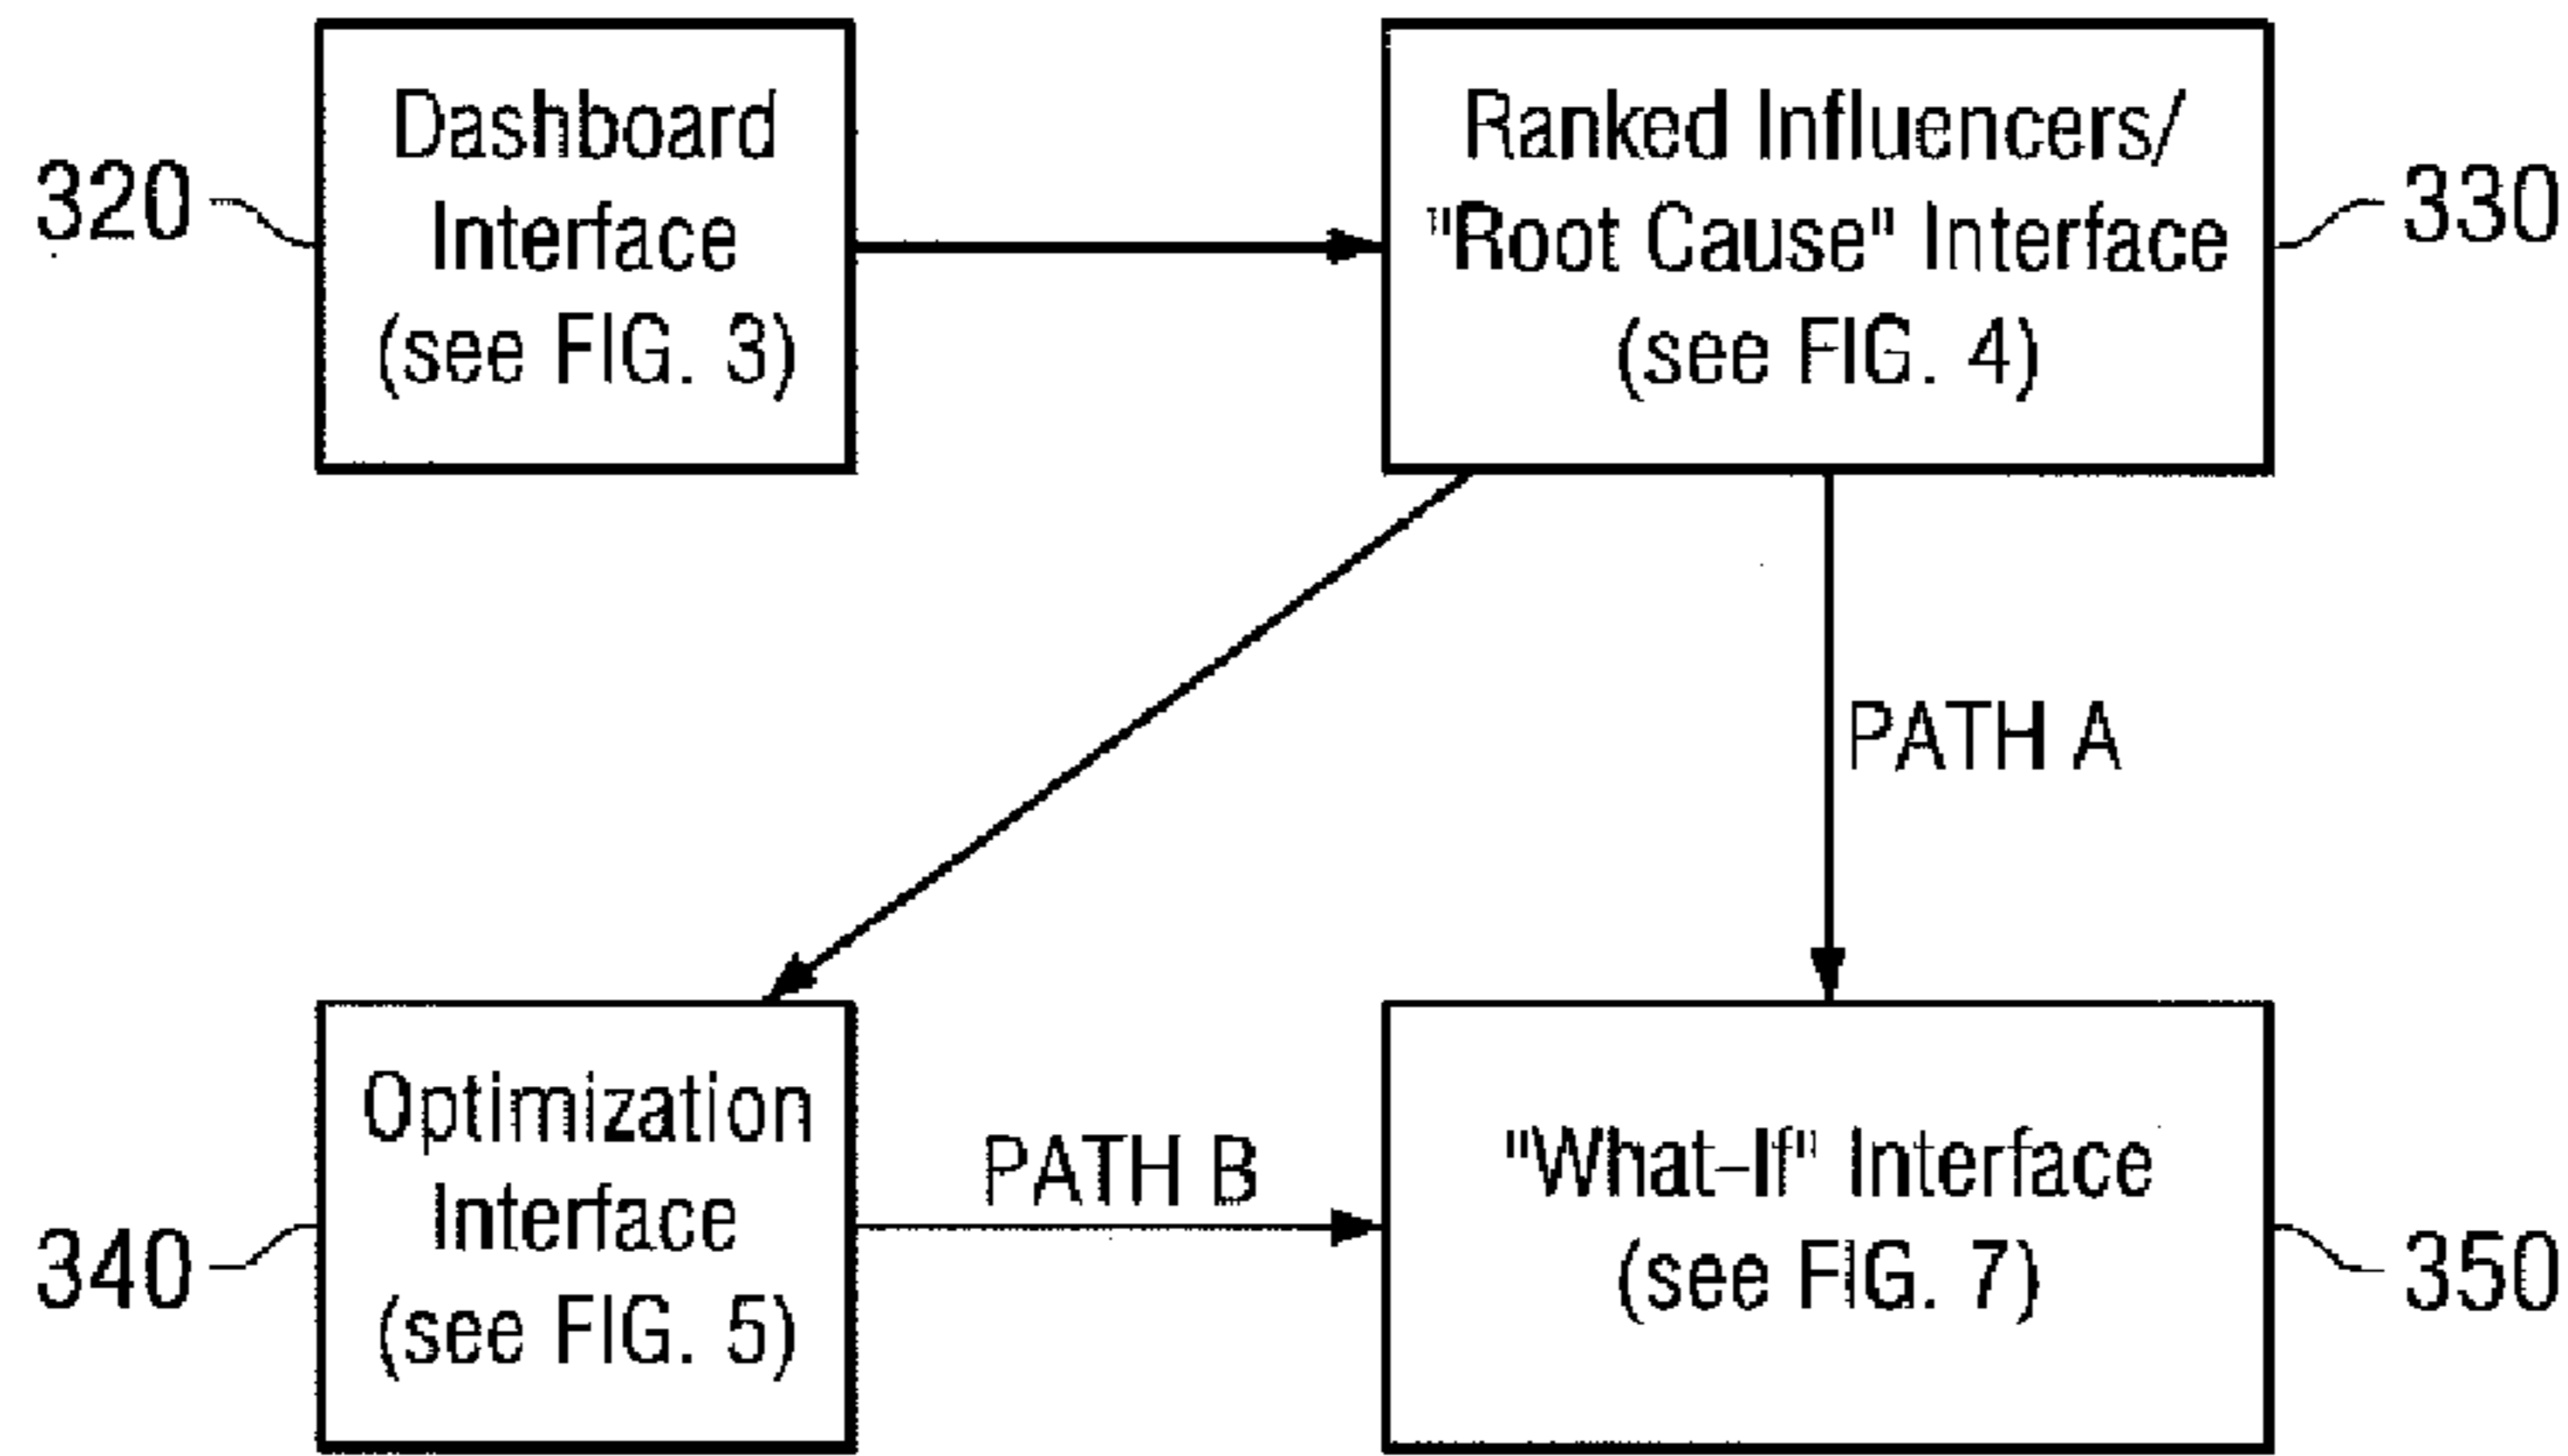 320
Dashboard
Interface
(see FIG. 3)
Ranked Influencers/
"Root Cause" Interface
(see FIG. 4)
330
PATH A
340
Optimization
Interface
(see FIG. 5)
PATH B
"What-If" Interface
(see FIG. 7)
350